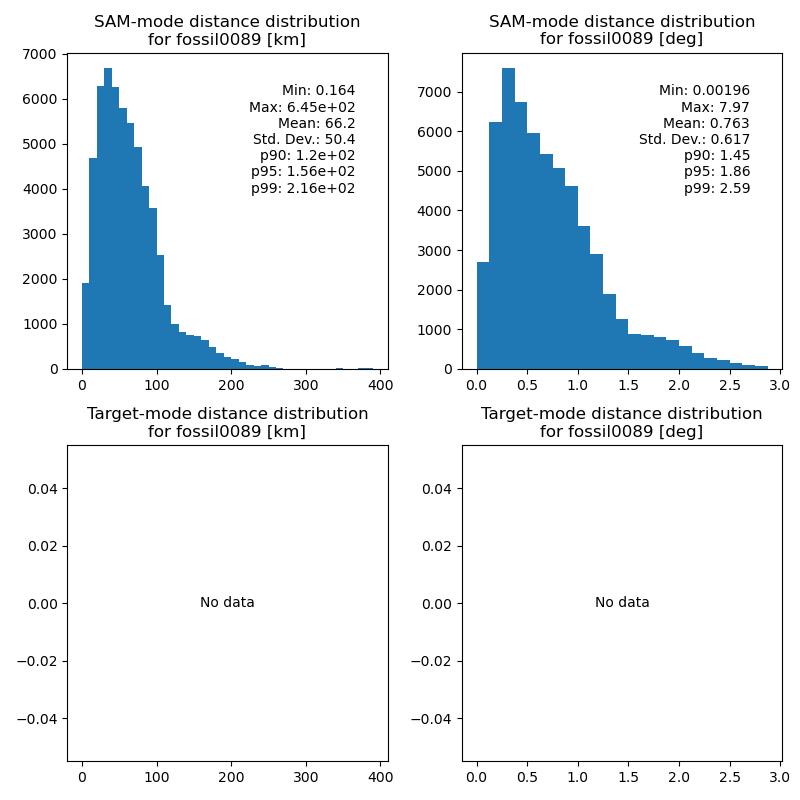 SAM-mode distance distribution
for fossil0089 [km]
7000
6000
5000
4000
3000
2000
1000
0
0 100 200 300 400
Min: 0.164
Max: 6.45e+02
Mean: 66.2
Std. Dev.: 50.4
p90: 1.2e+02
p95: 1.56e+02
p99: 2.16e+02
SAM-mode distance distribution
for fossil0089 [deg]
7000
6000
5000
4000
3000
2000
1000
0
0.0 0.5 1.0 1.5 2.0 2.5 3.0
Min: 0.00196
Max: 7.97
Mean: 0.763
Std. Dev.: 0.617
p90: 1.45
p95: 1.86
p99: 2.59
Target-mode distance distribution
for fossil0089 [km]
0.04
0.02
0.00
−0.02
−0.04
No data
0 100 200 300 400
Target-mode distance distribution
for fossil0089 [deg]
0.04
0.02
0.00
−0.02
−0.04
No data
0.0 0.5 1.0 1.5 2.0 2.5 3.0